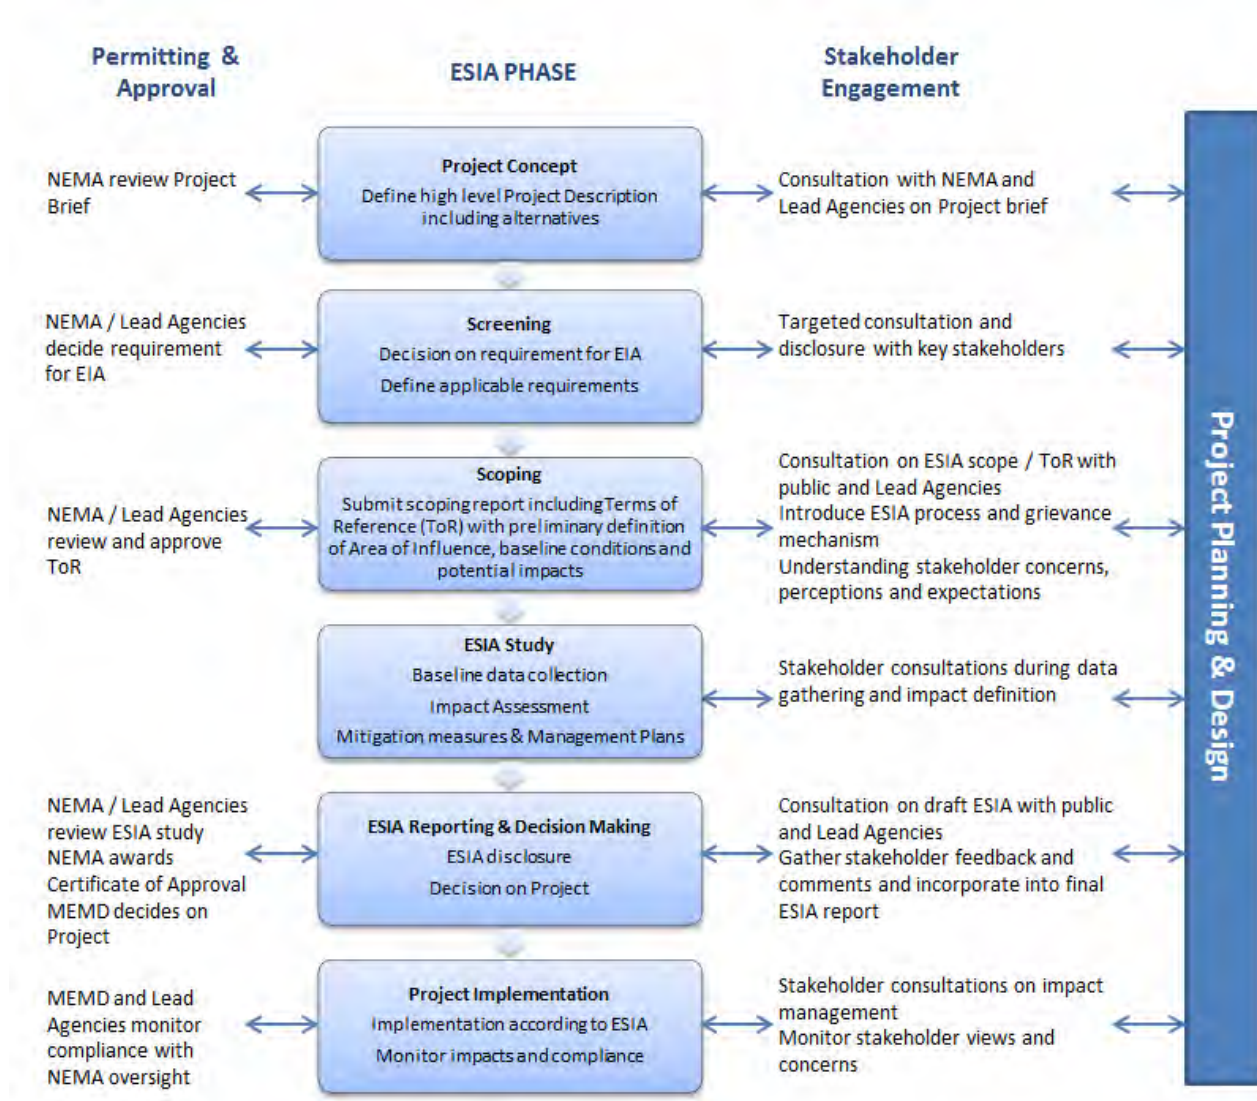 Permitting &
Approval
ESIA PHASE
Stakeholder
Engagement
NEMA review Project
Brief
Project Concept
Define high level Project Description
including alternatives
Consultation with NEMA and
Lead Agencies on Project brief
NEMA / Lead Agencies
decide requirement
for EIA
Screening
Decision on requirement for EIA
Define applicable requirements
Targeted consultation and
disclosure with key stakeholders
NEMA / Lead Agencies
review and approve
ToR
Scoping
Submit scoping report including Terms of
Reference (ToR) with preliminary definition
of Area of Influence, baseline conditions and
potential impacts
Consultation on ESIA scope / ToR with
public and Lead Agencies
Introduce ESIA process and grievance
mechanism
Understanding stakeholder concerns,
perceptions and expectations
ESIA Study
Baseline data collection
Impact Assessment
Mitigation measures & Management Plans
Stakeholder consultations during data
gathering and impact definition
NEMA / Lead Agencies
review ESIA study
NEMA awards
Certificate of Approval
MEMD decides on
Project
ESIA Reporting & Decision Making
ESIA disclosure
Decision on Project
Consultation on draft ESIA with public
and Lead Agencies
Gather stakeholder feedback and
comments and incorporate into final
ESIA report
MEMD and Lead
Agencies monitor
compliance with
NEMA oversight
Project Implementation
Implementation according to ESIA
Monitor impacts and compliance
Stakeholder consultations on impact
management
Monitor stakeholder views and
concerns
Project Planning & Design